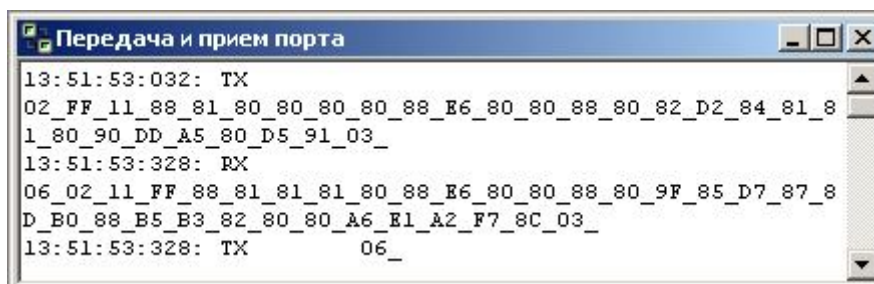 Передача и прием порта
13:51:53:032: TX
02_FF_11_88_81_80_80_80_80_88_E6_80_80_88_80_82_D2_84_81_8
1_80_90_DD_A5_80_D5_91_03_
13:51:53:328: RX
06_02_11_FF_88_81_81_81_80_88_E6_80_80_88_80_9F_85_D7_87_8
D_B0_88_B5_B3_82_80_80_A6_E1_A2_F7_8C_03_
13:51:53:328: TX 06_